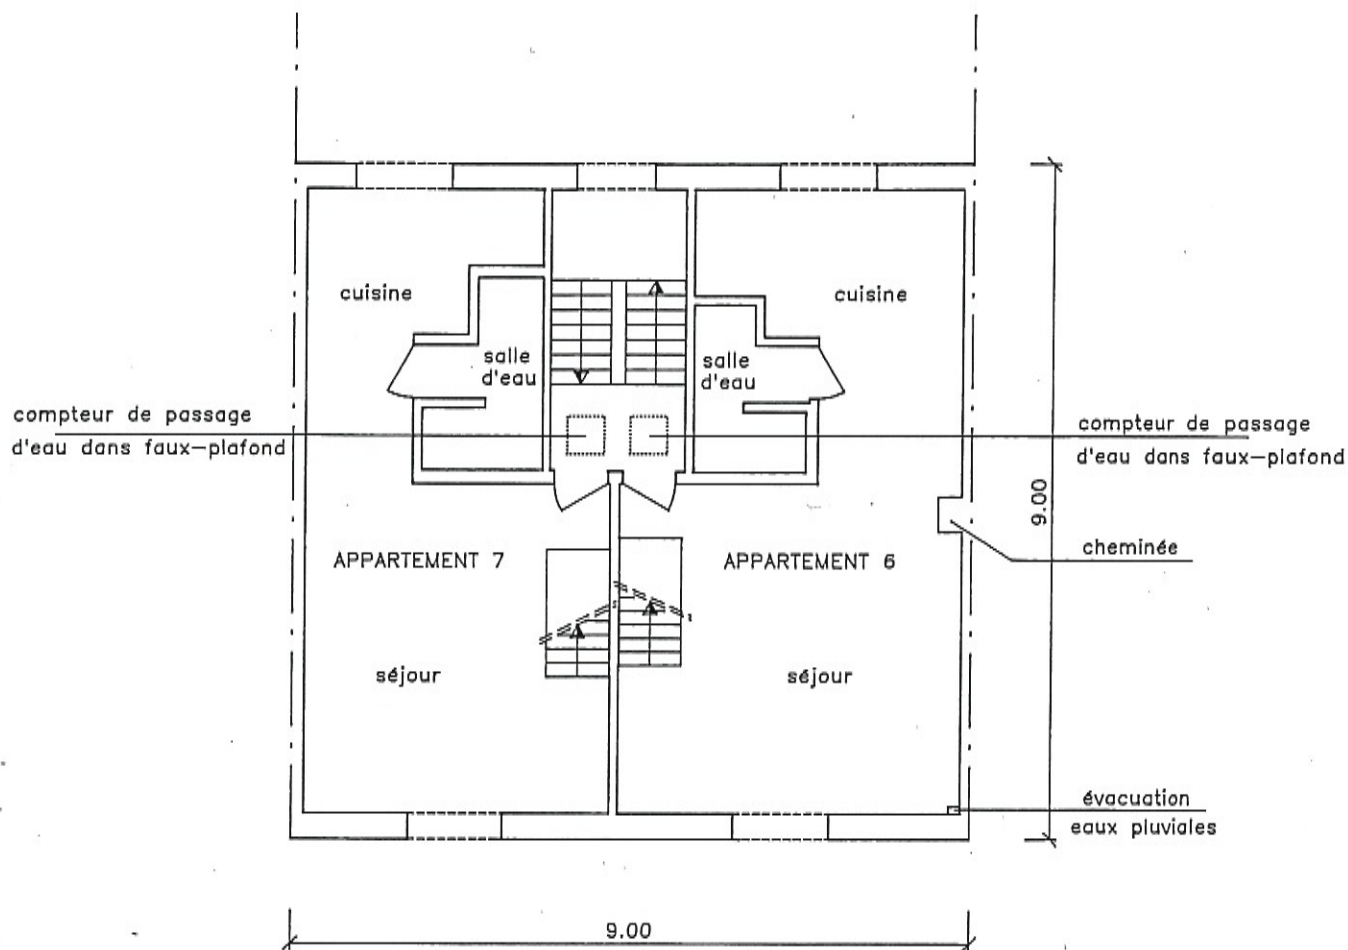 cuisine
cuisine
salle
d'eau
salle
d'eau
compteur de passage
d'eau dans faux-plafond
compteur de passage
d'eau dans faux-plafond
9.00
cheminée
APPARTEMENT 7
APPARTEMENT 6
séjour
séjour
évacuation
eaux pluviales
9.00